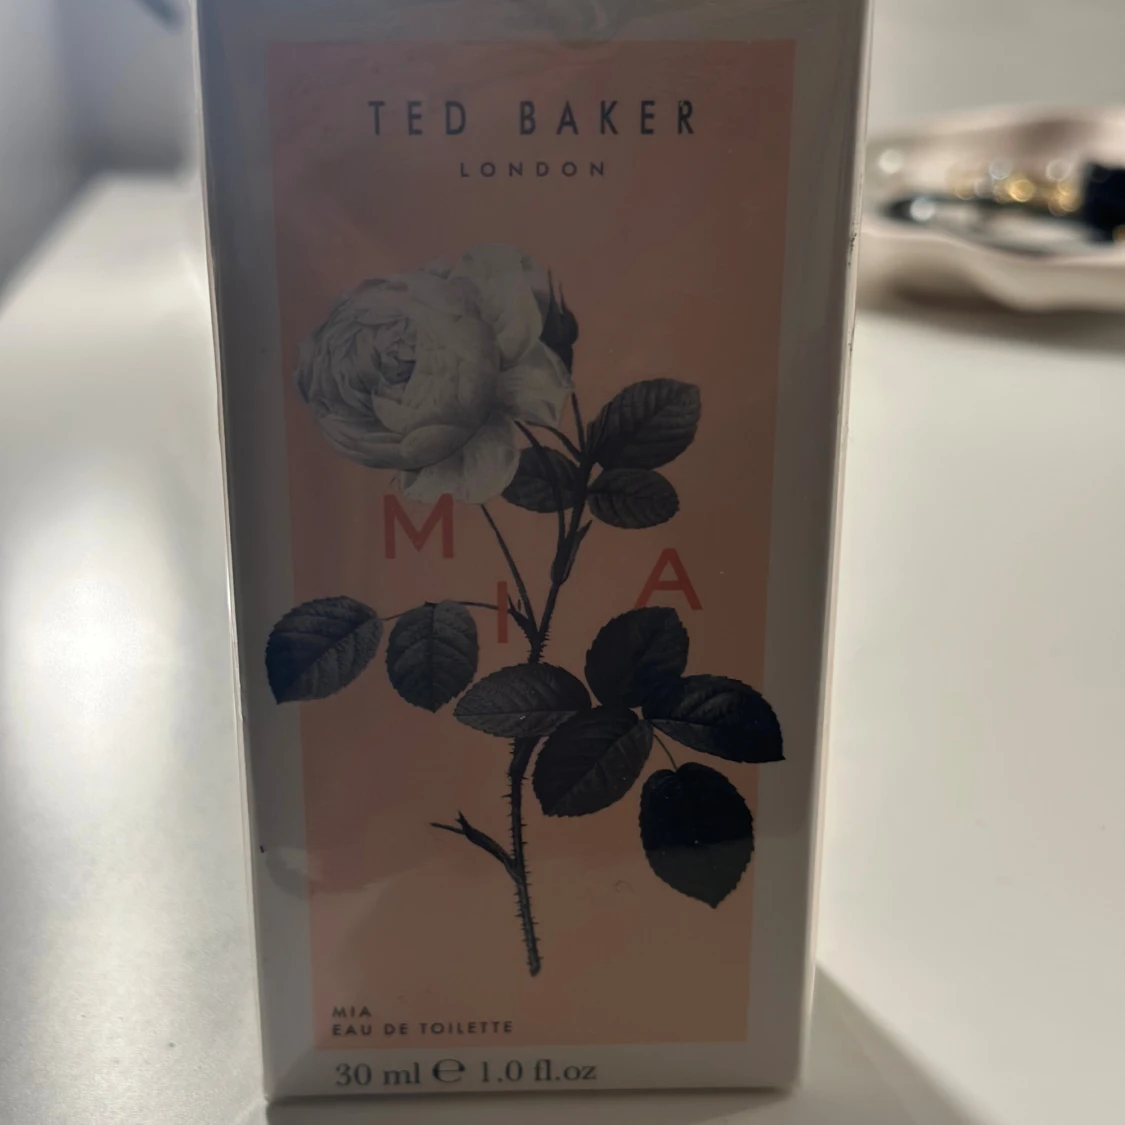 TED BAKER
LONDON
M
I
A
MIA
EAU DE TOILETTE
30 ml ℮ 1.0 fl.oz